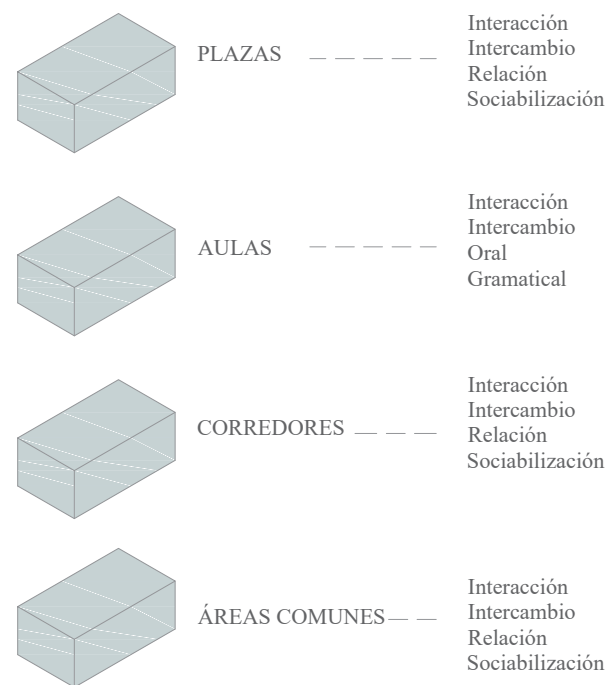 PLAZAS
Interacción
Intercambio
Relación
Sociabilización
AULAS
Interacción
Intercambio
Oral
Gramatical
CORREDORES
Interacción
Intercambio
Relación
Sociabilización
ÁREAS COMUNES
Interacción
Intercambio
Relación
Sociabilización